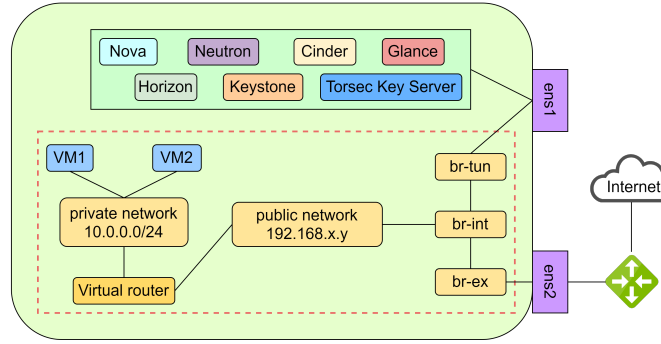 Nova
Neutron
Cinder
Glance
Horizon
Keystone
Torsec Key Server
ens1
VM1
VM2
br-tun
Internet
private network
10.0.0.0/24
public network
192.168.x.y
br-int
Virtual router
br-ex
ens2